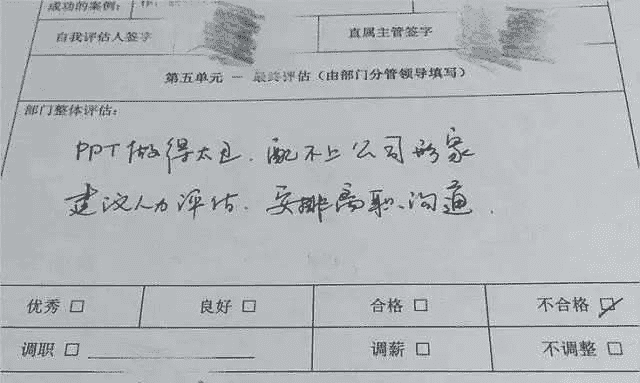 成功的案例：
自我评估人签字 直属主管签字
第五单元 — 最终评估（由部门分管领导填写）
部门整体评估：
PPT做得太丑，配不上公司形象
建议人力评估，安排离职沟通．
优秀 □ 良好 □ 合格 □ 不合格 ☑
调职 □ 调薪 □ 不调整 □